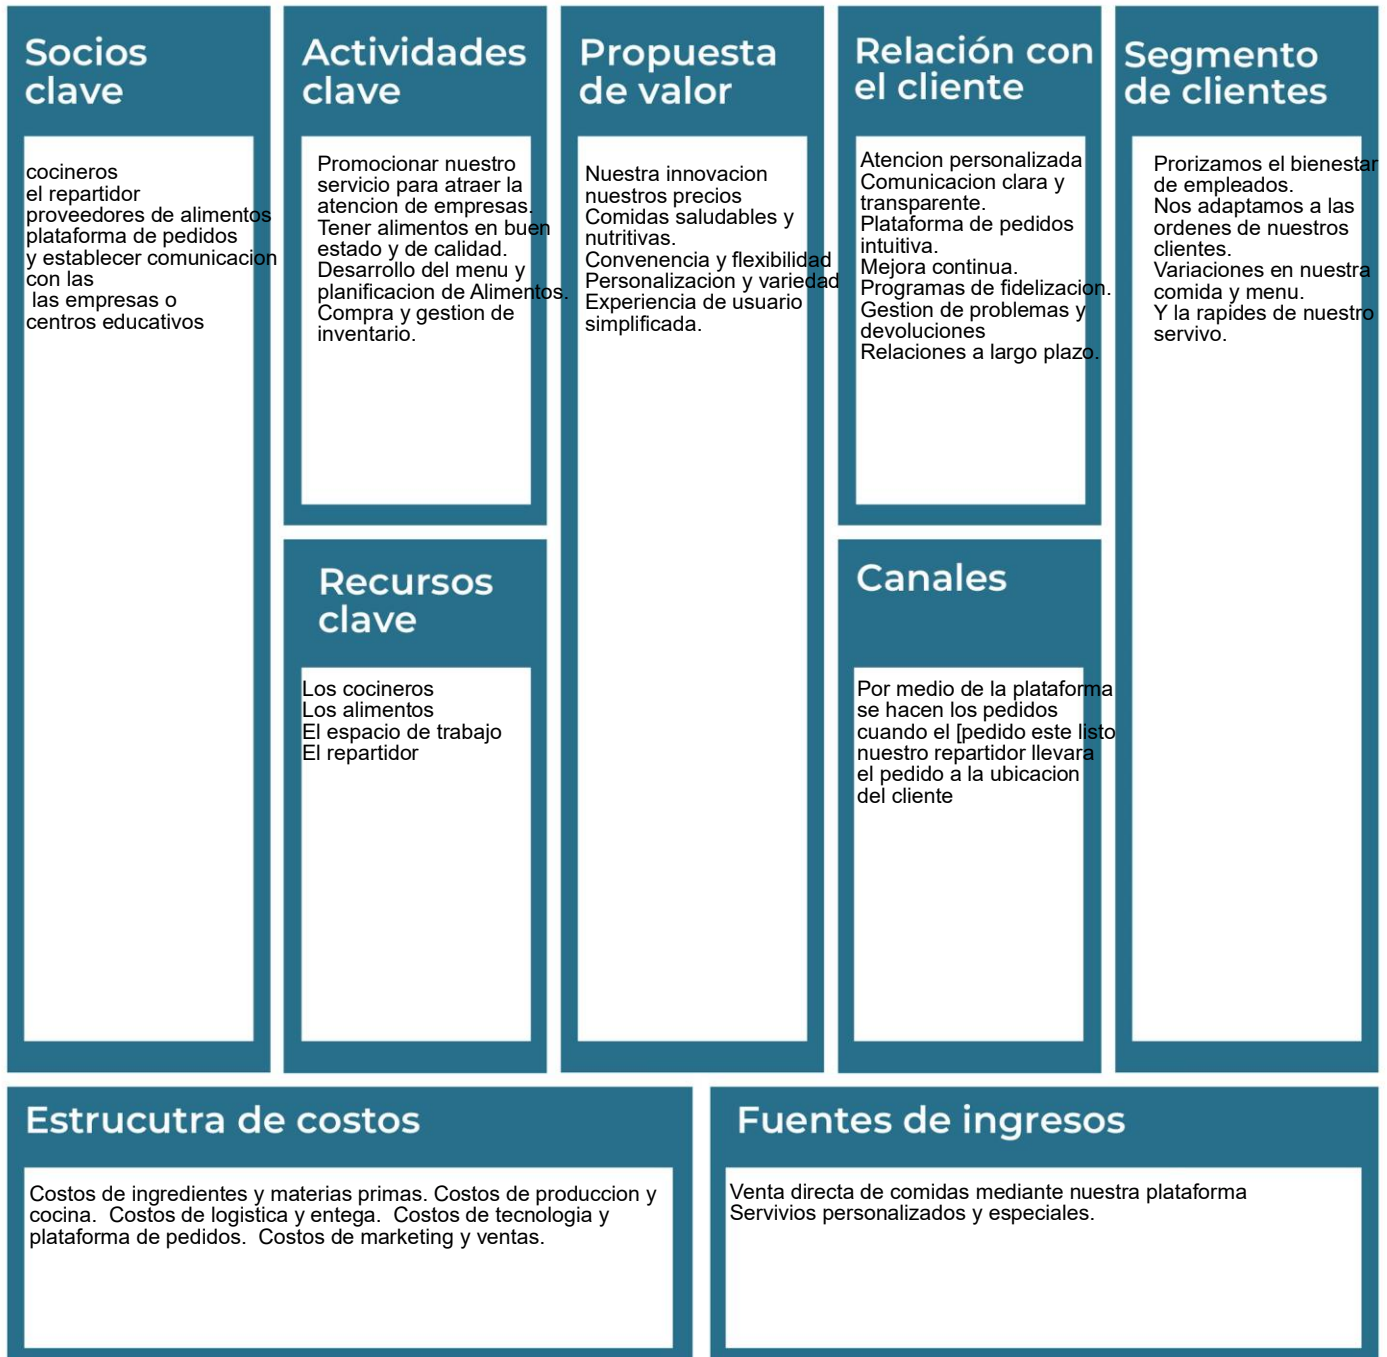 Socios
clave
cocineros
el repartidor
proveedores de alimentos
plataforma de pedidos
y establecer comunicacion
con las
las empresas o
centros educativos
Actividades
clave
Promocionar nuestro
servicio para atraer la
atencion de empresas.
Tener alimentos en buen
estado y de calidad.
Desarrollo del menu y
planificacion de Alimentos.
Compra y gestion de
inventario.
Recursos
clave
Los cocineros
Los alimentos
El espacio de trabajo
El repartidor
Propuesta
de valor
Nuestra innovacion
nuestros precios
Comidas saludables y
nutritivas.
Convenencia y flexibilidad
Personalizacion y variedad
Experiencia de usuario
simplificada.
Relación con
el cliente
Atencion personalizada
Comunicacion clara y
transparente.
Plataforma de pedidos
intuitiva.
Mejora continua.
Programas de fidelizacion.
Gestion de problemas y
devoluciones
Relaciones a largo plazo.
Canales
Por medio de la plataforma
se hacen los pedidos
cuando el [pedido este listo
nuestro repartidor llevara
el pedido a la ubicacion
del cliente
Segmento
de clientes
Prorizamos el bienestar
de empleados.
Nos adaptamos a las
ordenes de nuestros
clientes.
Variaciones en nuestra
comida y menu.
Y la rapides de nuestro
servivo.
Estrucutra de costos
Costos de ingredientes y materias primas. Costos de produccion y
cocina.  Costos de logistica y entega.  Costos de tecnologia y
plataforma de pedidos.  Costos de marketing y ventas.
Fuentes de ingresos
Venta directa de comidas mediante nuestra plataforma
Servivios personalizados y especiales.